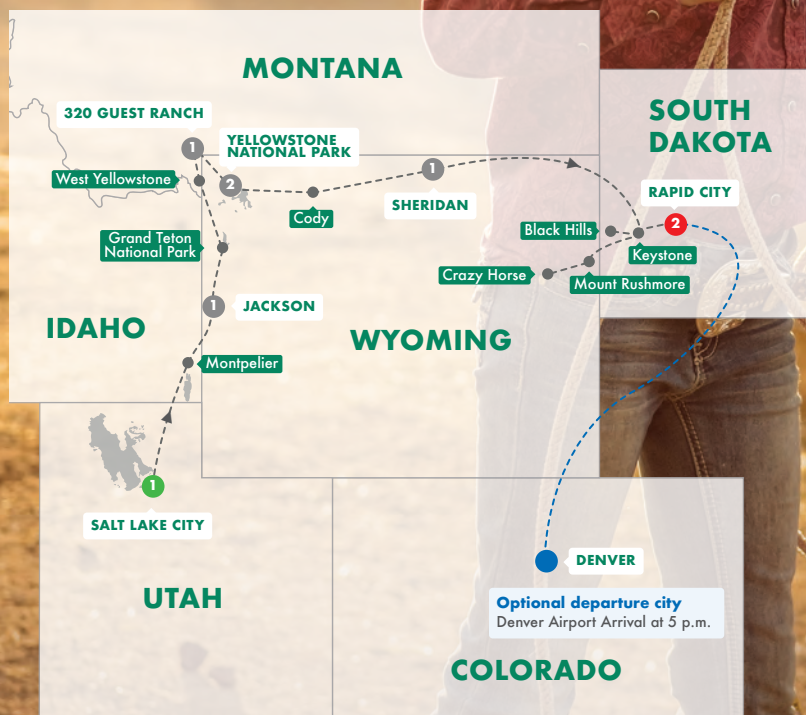 MONTANA
SOUTH
DAKOTA
320 GUEST RANCH
1
YELLOWSTONE
NATIONAL PARK
2
1
West Yellowstone
Cody
SHERIDAN
RAPID CITY
2
Black Hills
Keystone
Crazy Horse
Mount Rushmore
Grand Teton
National Park
1
JACKSON
IDAHO
WYOMING
Montpelier
1
SALT LAKE CITY
DENVER
UTAH
Optional departure city
Denver Airport Arrival at 5 p.m.
COLORADO